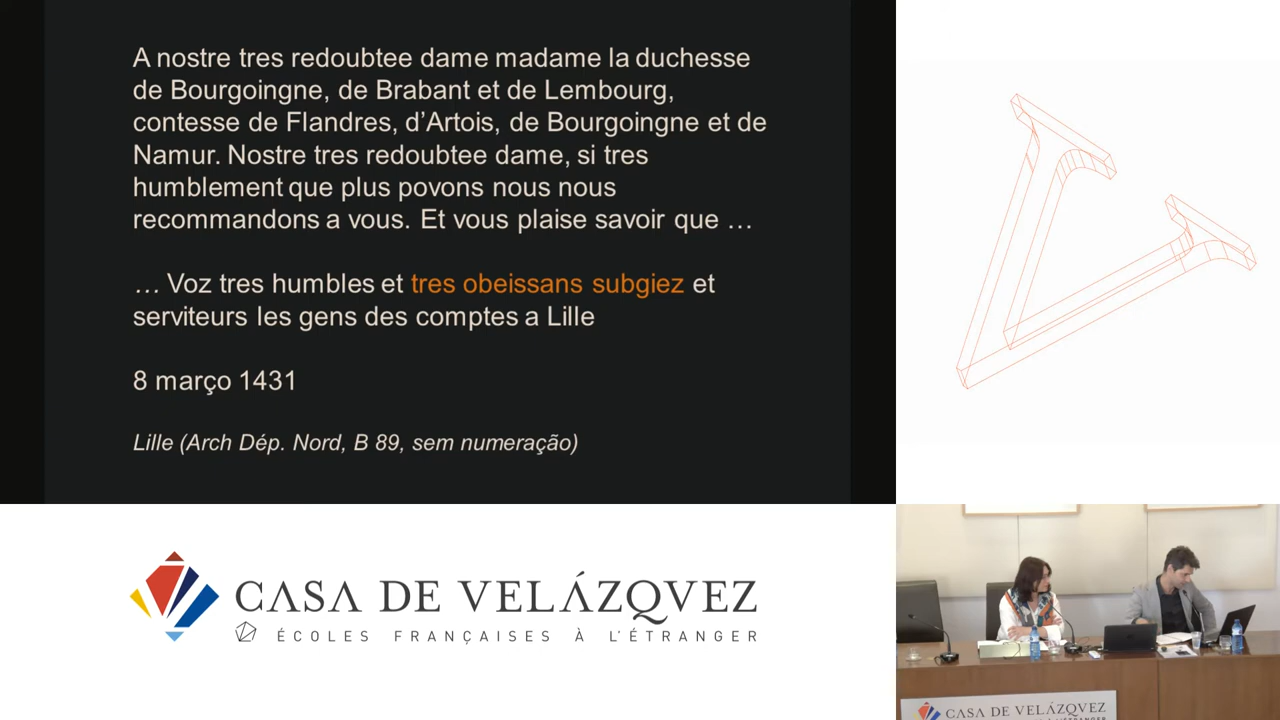 A nostre tres redoubtee dame madame la duchesse
de Bourgoingne, de Brabant et de Lembourg,
contesse de Flandres, d’Artois, de Bourgoingne et de
Namur. Nostre tres redoubtee dame, si tres
humblement que plus povons nous nous
recommandons a vous. Et vous plaise savoir que …
… Voz tres humbles et tres obeissans subgiez et
serviteurs les gens des comptes a Lille
8 março 1431
Lille (Arch Dép. Nord, B 89, sem numeração)
CASA DE VELÁZQVEZ
ÉCOLES FRANÇAISES À L'ÉTRANGER
CASA DE VELÁZQVEZ